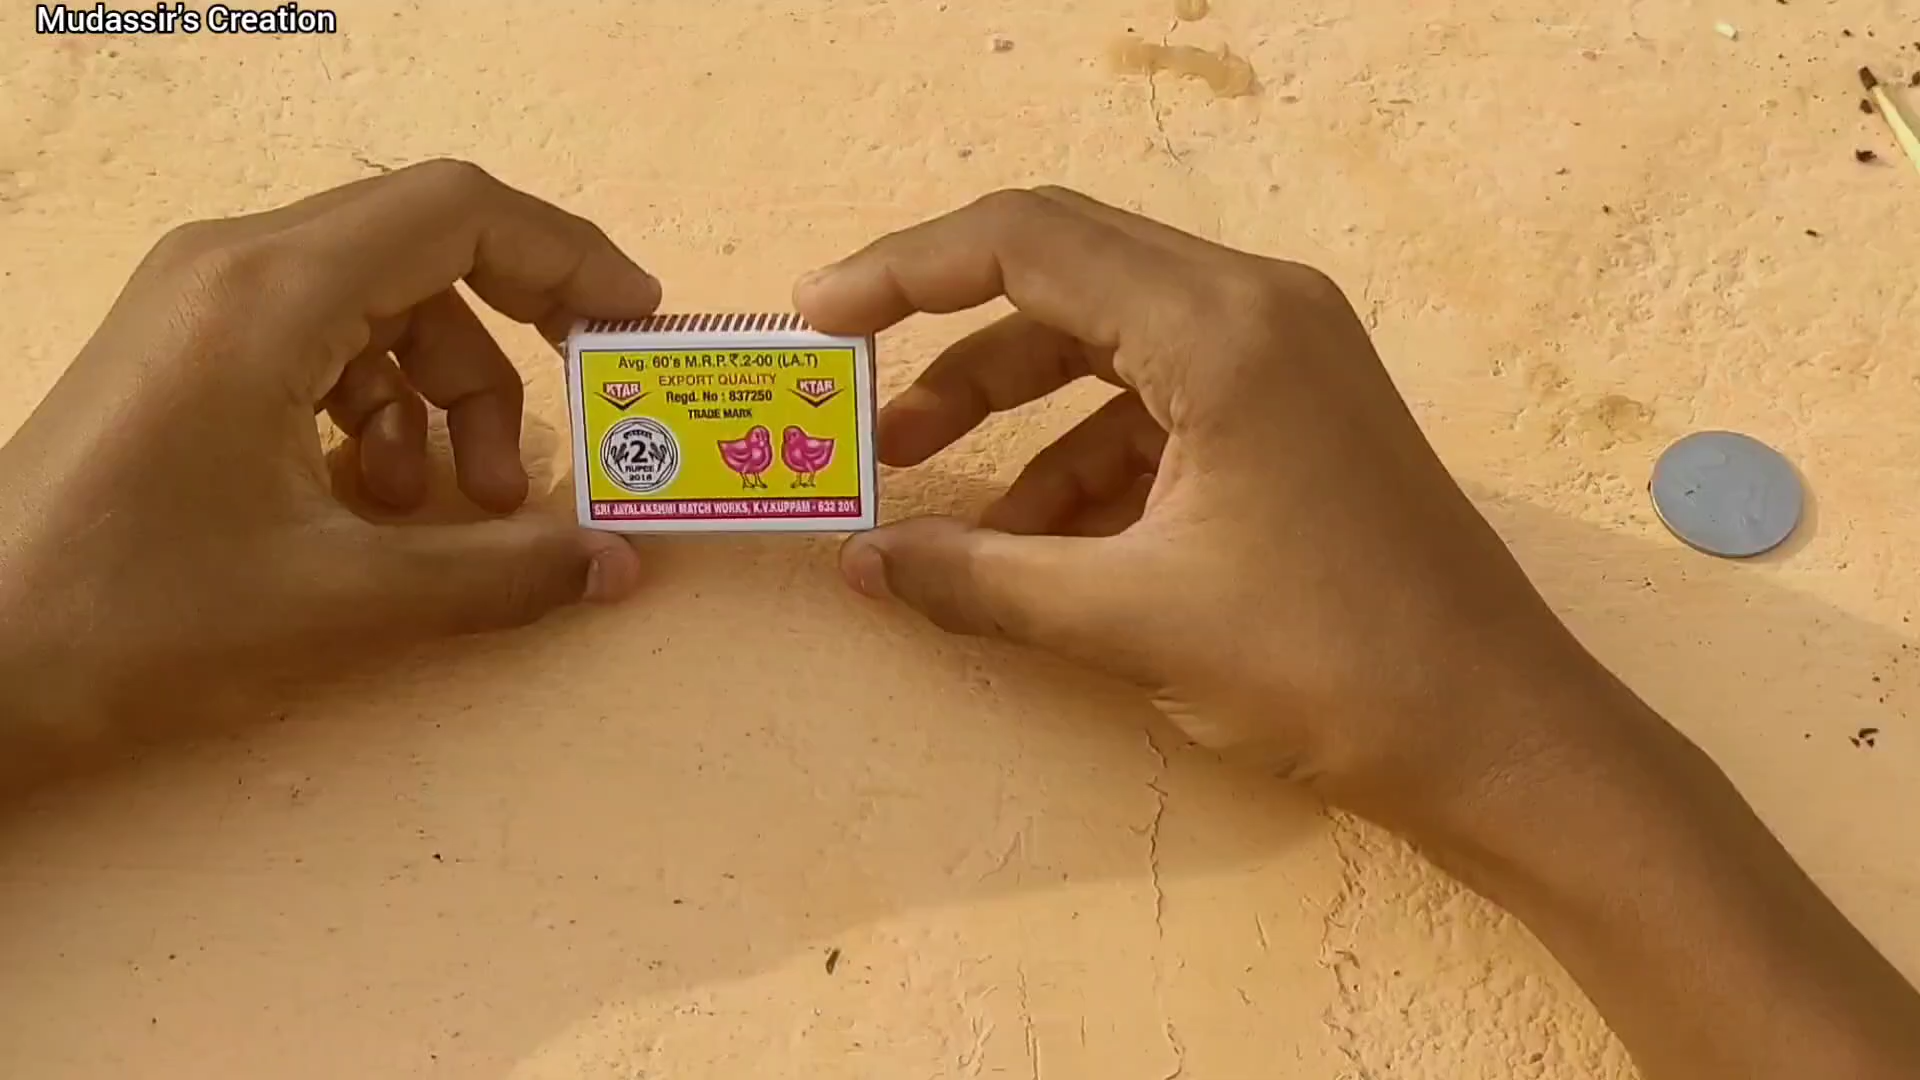 Mudassir's Creation
Avg. 60's M.R.P. ₹.2-00 (I.A.T)
EXPORT QUALITY
KTAR
KTAR
Regd. No : 837250
TRADE MARK
2
RUPEE
2018
SRI JAYALAKSHMI MATCH WORKS, K.V.KUPPAM - 632 201.